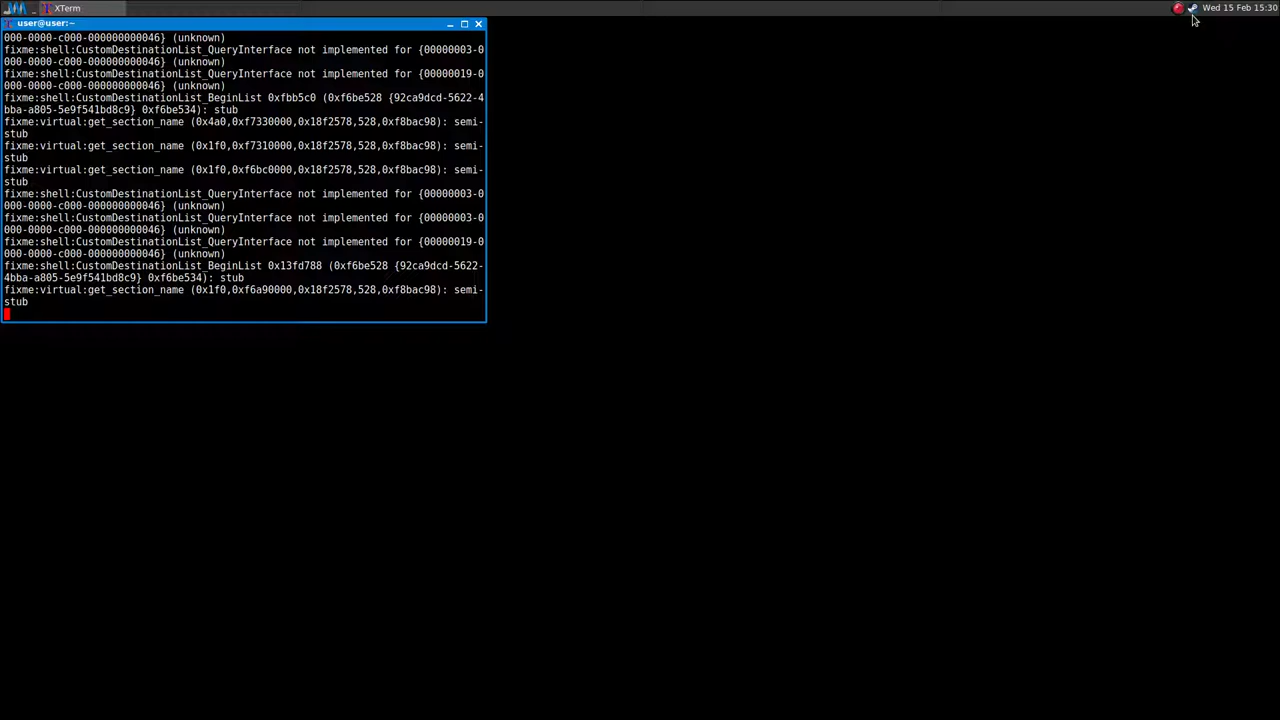 XTerm
Wed 15 Feb 15:30
user@user:~
000-0000-c000-000000000046} (unknown)
fixme:shell:CustomDestinationList_QueryInterface not implemented for {00000003-0
000-0000-c000-000000000046} (unknown)
fixme:shell:CustomDestinationList_QueryInterface not implemented for {00000019-0
000-0000-c000-000000000046} (unknown)
fixme:shell:CustomDestinationList_BeginList 0xfbb5c0 (0xf6be528 {92ca9dcd-5622-4
bba-a805-5e9f541bd8c9} 0xf6be534): stub
fixme:virtual:get_section_name (0x4a0,0xf7330000,0x18f2578,528,0xf8bac98): semi-
stub
fixme:virtual:get_section_name (0x1f0,0xf7310000,0x18f2578,528,0xf8bac98): semi-
stub
fixme:virtual:get_section_name (0x1f0,0xf6bc0000,0x18f2578,528,0xf8bac98): semi-
stub
fixme:shell:CustomDestinationList_QueryInterface not implemented for {00000003-0
000-0000-c000-000000000046} (unknown)
fixme:shell:CustomDestinationList_QueryInterface not implemented for {00000003-0
000-0000-c000-000000000046} (unknown)
fixme:shell:CustomDestinationList_QueryInterface not implemented for {00000019-0
000-0000-c000-000000000046} (unknown)
fixme:shell:CustomDestinationList_BeginList 0x13fd788 (0xf6be528 {92ca9dcd-5622-
4bba-a805-5e9f541bd8c9} 0xf6be534): stub
fixme:virtual:get_section_name (0x1f0,0xf6a90000,0x18f2578,528,0xf8bac98): semi-
stub